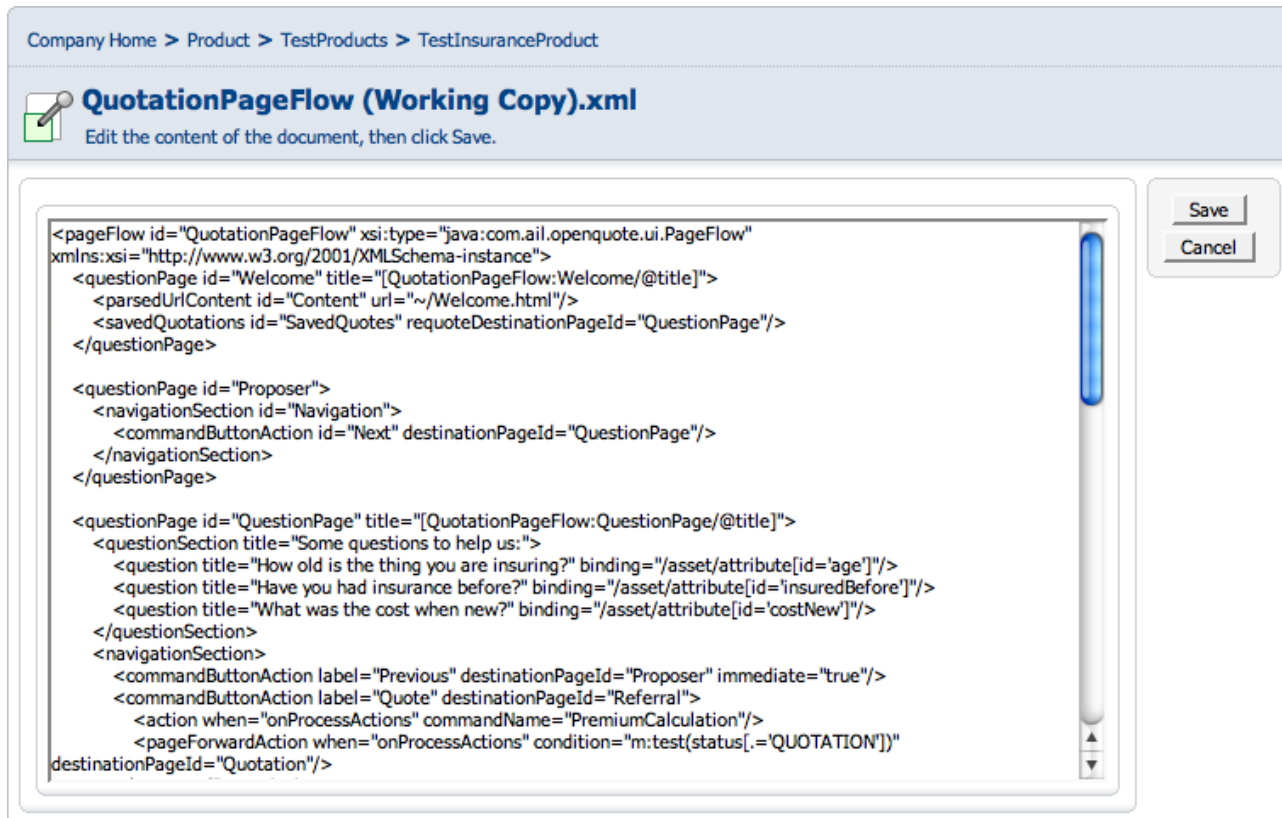 Company Home > Product > TestProducts > TestInsuranceProduct
QuotationPageFlow (Working Copy).xml
Edit the content of the document, then click Save.
Save
Cancel
<pageFlow id="QuotationPageFlow" xsi:type="java:com.ail.openquote.ui.PageFlow"
xmlns:xsi="http://www.w3.org/2001/XMLSchema-instance">
<questionPage id="Welcome" title="[QuotationPageFlow:Welcome/@title]">
<parsedUrlContent id="Content" url="~/Welcome.html"/>
<savedQuotations id="SavedQuotes" requoteDestinationPageId="QuestionPage"/>
</questionPage>
<questionPage id="Proposer">
<navigationSection id="Navigation">
<commandButtonAction id="Next" destinationPageId="QuestionPage"/>
</navigationSection>
</questionPage>
<questionPage id="QuestionPage" title="[QuotationPageFlow:QuestionPage/@title]">
<questionSection title="Some questions to help us:">
<question title="How old is the thing you are insuring?" binding="/asset/attribute[id='age']"/>
<question title="Have you had insurance before?" binding="/asset/attribute[id='insuredBefore']"/>
<question title="What was the cost when new?" binding="/asset/attribute[id='costNew']"/>
</questionSection>
<navigationSection>
<commandButtonAction label="Previous" destinationPageId="Proposer" immediate="true"/>
<commandButtonAction label="Quote" destinationPageId="Referral">
<action when="onProcessActions" commandName="PremiumCalculation"/>
<pageForwardAction when="onProcessActions" condition="m:test(status[.='QUOTATION'])"
destinationPageId="Quotation"/>